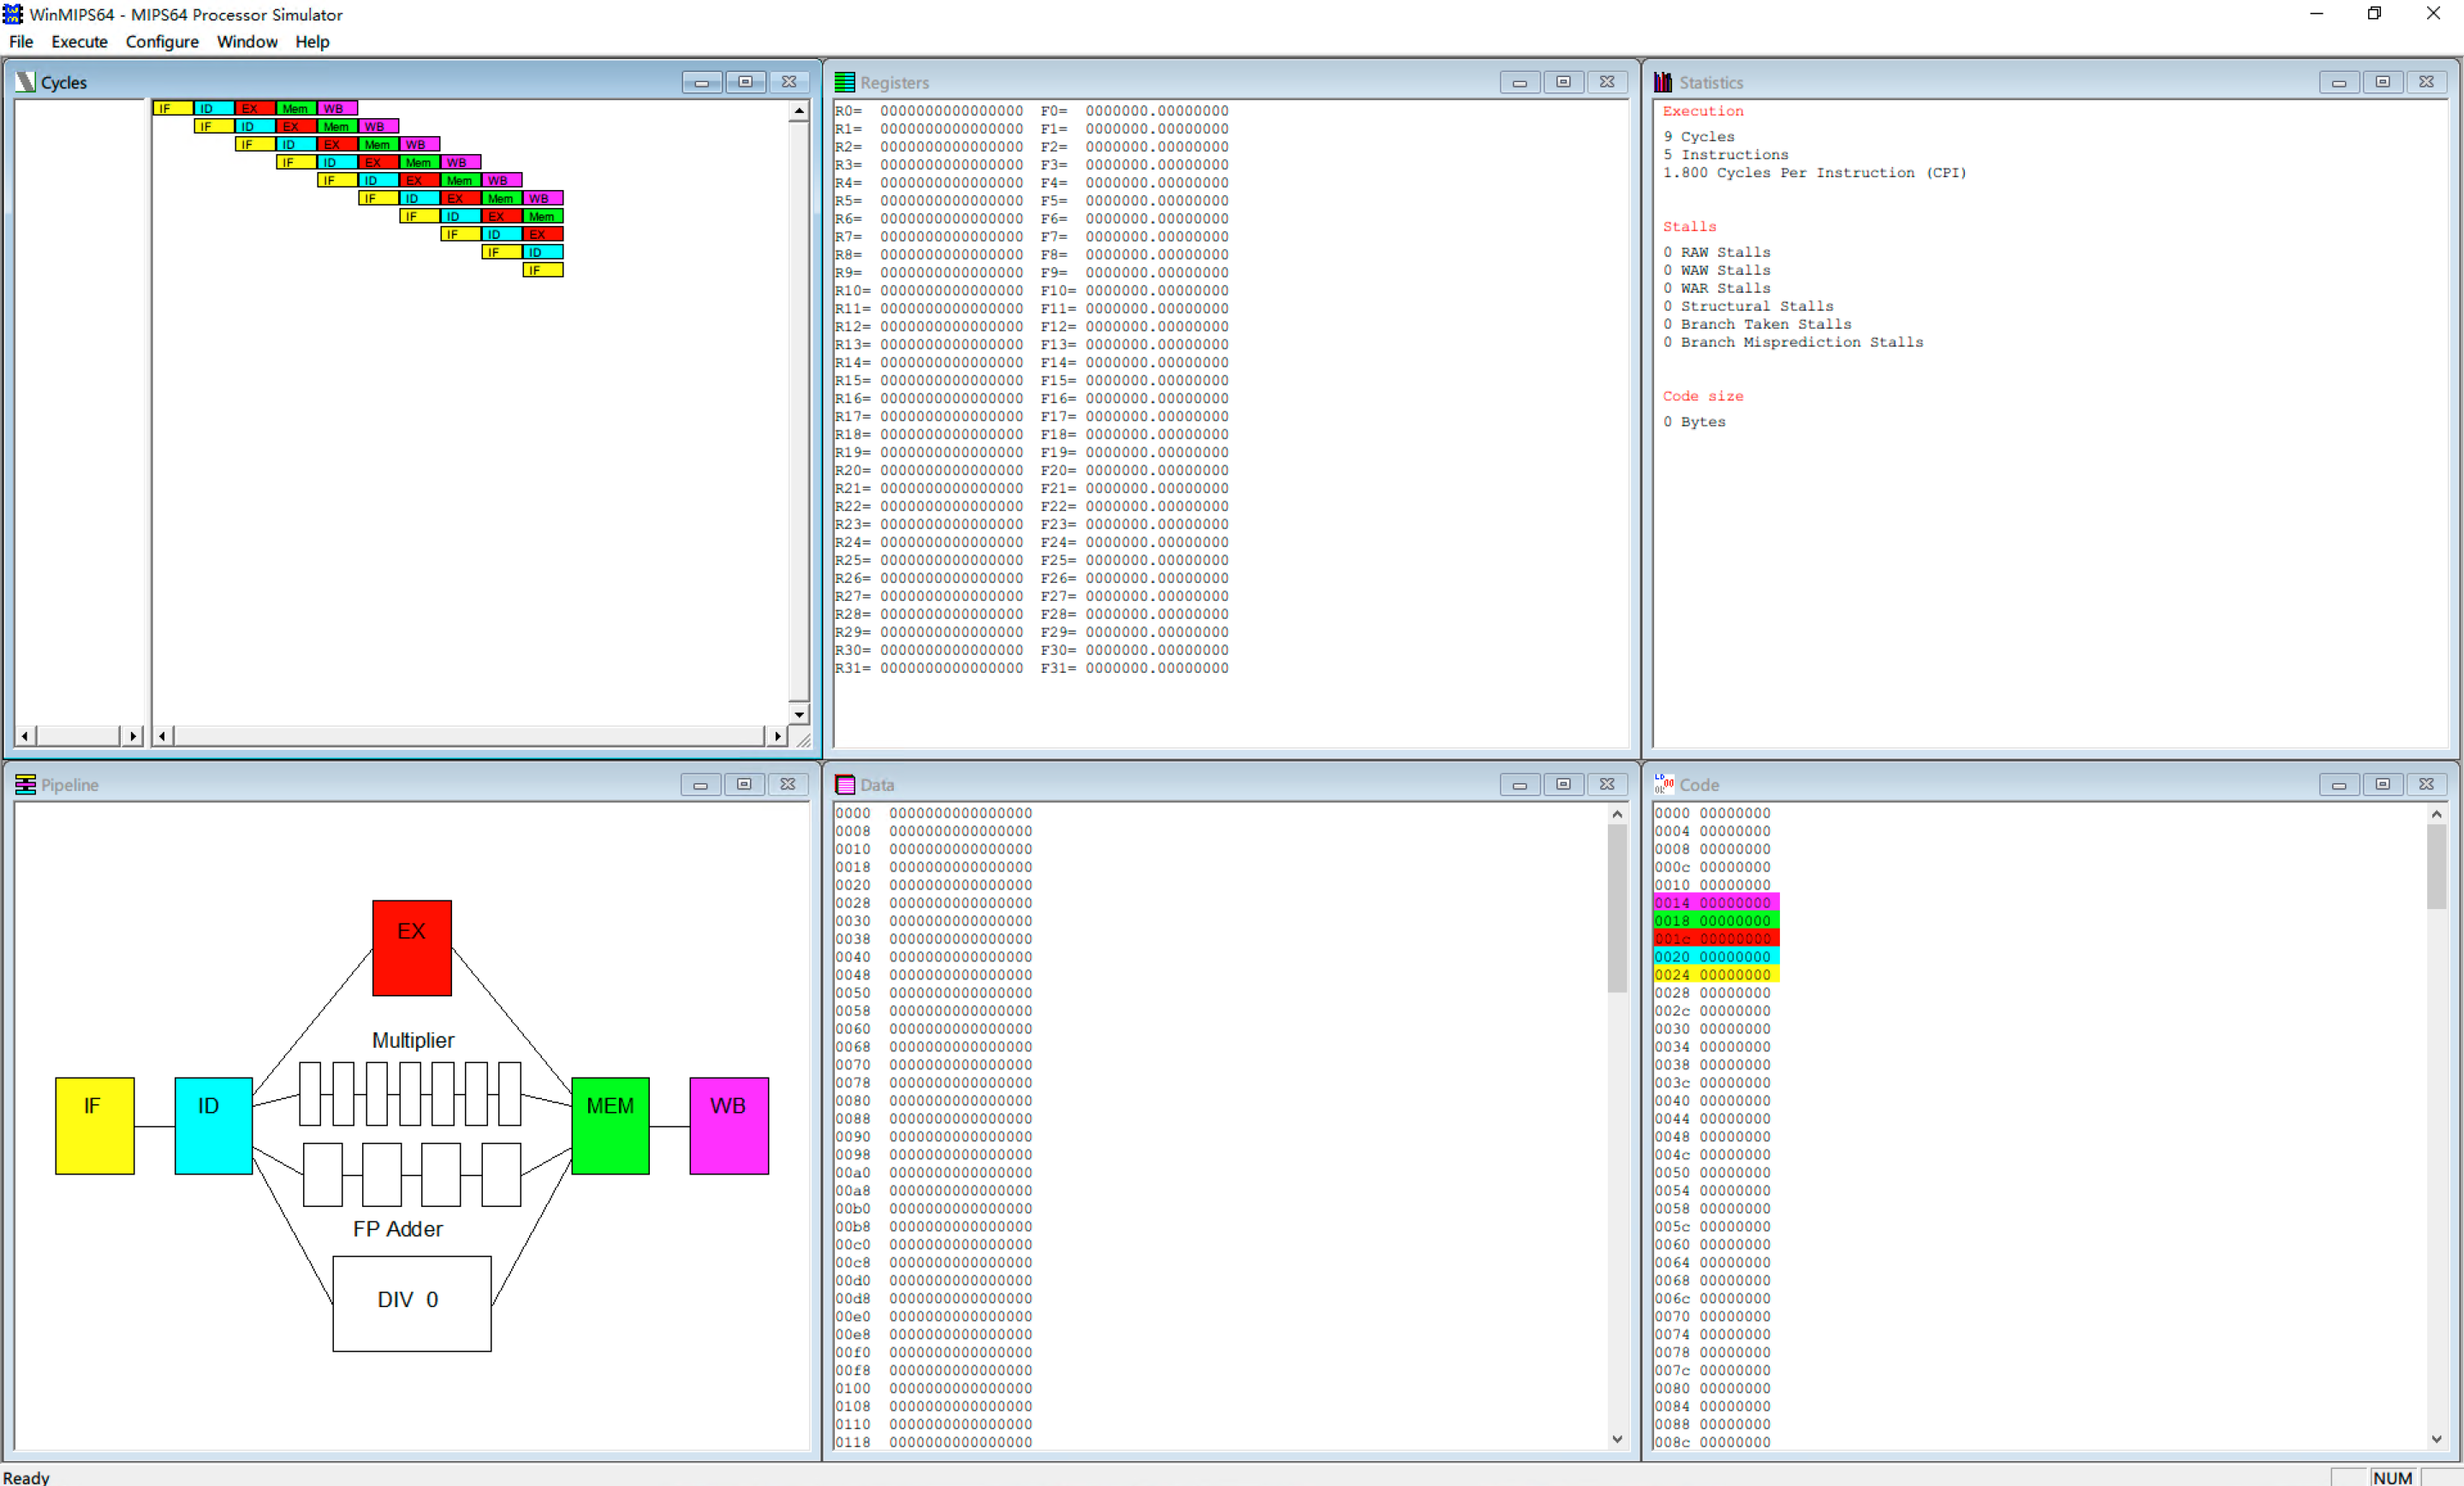 WinMIPS64 - MIPS64 Processor Simulator
File Execute Configure Window Help
Cycles
IF ID EX Mem WB
IF ID EX Mem WB
IF ID EX Mem WB
IF ID EX Mem WB
IF ID EX Mem WB
IF ID EX Mem WB
IF ID EX Mem
IF ID EX
IF ID
IF
Registers
R0= 0000000000000000 F0= 0000000.00000000
R1= 0000000000000000 F1= 0000000.00000000
R2= 0000000000000000 F2= 0000000.00000000
R3= 0000000000000000 F3= 0000000.00000000
R4= 0000000000000000 F4= 0000000.00000000
R5= 0000000000000000 F5= 0000000.00000000
R6= 0000000000000000 F6= 0000000.00000000
R7= 0000000000000000 F7= 0000000.00000000
R8= 0000000000000000 F8= 0000000.00000000
R9= 0000000000000000 F9= 0000000.00000000
R10= 0000000000000000 F10= 0000000.00000000
R11= 0000000000000000 F11= 0000000.00000000
R12= 0000000000000000 F12= 0000000.00000000
R13= 0000000000000000 F13= 0000000.00000000
R14= 0000000000000000 F14= 0000000.00000000
R15= 0000000000000000 F15= 0000000.00000000
R16= 0000000000000000 F16= 0000000.00000000
R17= 0000000000000000 F17= 0000000.00000000
R18= 0000000000000000 F18= 0000000.00000000
R19= 0000000000000000 F19= 0000000.00000000
R20= 0000000000000000 F20= 0000000.00000000
R21= 0000000000000000 F21= 0000000.00000000
R22= 0000000000000000 F22= 0000000.00000000
R23= 0000000000000000 F23= 0000000.00000000
R24= 0000000000000000 F24= 0000000.00000000
R25= 0000000000000000 F25= 0000000.00000000
R26= 0000000000000000 F26= 0000000.00000000
R27= 0000000000000000 F27= 0000000.00000000
R28= 0000000000000000 F28= 0000000.00000000
R29= 0000000000000000 F29= 0000000.00000000
R30= 0000000000000000 F30= 0000000.00000000
R31= 0000000000000000 F31= 0000000.00000000
Statistics
Execution
9 Cycles
5 Instructions
1.800 Cycles Per Instruction (CPI)
Stalls
0 RAW Stalls
0 WAW Stalls
0 WAR Stalls
0 Structural Stalls
0 Branch Taken Stalls
0 Branch Misprediction Stalls
Code size
0 Bytes
Pipeline
EX
Multiplier
IF ID MEM WB
FP Adder
DIV 0
Data
0000 0000000000000000
0008 0000000000000000
0010 0000000000000000
0018 0000000000000000
0020 0000000000000000
0028 0000000000000000
0030 0000000000000000
0038 0000000000000000
0040 0000000000000000
0048 0000000000000000
0050 0000000000000000
0058 0000000000000000
0060 0000000000000000
0068 0000000000000000
0070 0000000000000000
0078 0000000000000000
0080 0000000000000000
0088 0000000000000000
0090 0000000000000000
0098 0000000000000000
00a0 0000000000000000
00a8 0000000000000000
00b0 0000000000000000
00b8 0000000000000000
00c0 0000000000000000
00c8 0000000000000000
00d0 0000000000000000
00d8 0000000000000000
00e0 0000000000000000
00e8 0000000000000000
00f0 0000000000000000
00f8 0000000000000000
0100 0000000000000000
0108 0000000000000000
0110 0000000000000000
0118 0000000000000000
Code
0000 00000000
0004 00000000
0008 00000000
000c 00000000
0010 00000000
0014 00000000
0018 00000000
001c 00000000
0020 00000000
0024 00000000
0028 00000000
002c 00000000
0030 00000000
0034 00000000
0038 00000000
003c 00000000
0040 00000000
0044 00000000
0048 00000000
004c 00000000
0050 00000000
0054 00000000
0058 00000000
005c 00000000
0060 00000000
0064 00000000
0068 00000000
006c 00000000
0070 00000000
0074 00000000
0078 00000000
007c 00000000
0080 00000000
0084 00000000
0088 00000000
008c 00000000
Ready
NUM